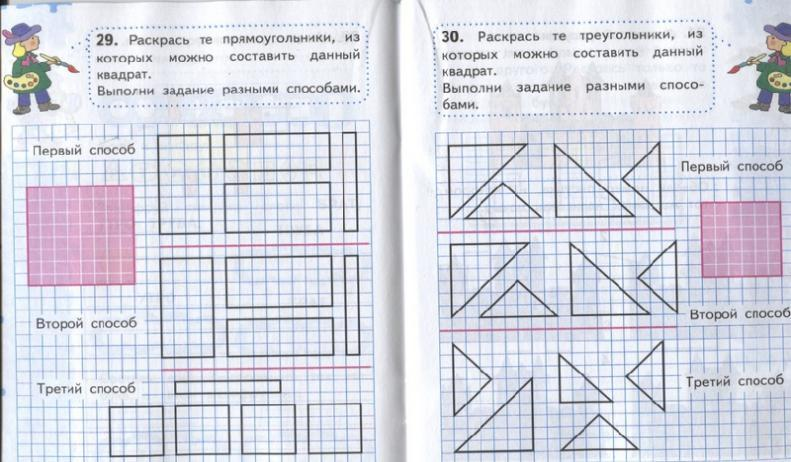 29. Раскрась те прямоугольники, из
которых можно составить данный
квадрат.
Выполни задание разными способами.
Первый способ
Второй способ
Третий способ
30. Раскрась те треугольники, из
которых можно составить данный
квадрат.
Выполни задание разными спосо-
бами.
Первый способ
Второй способ
Третий способ